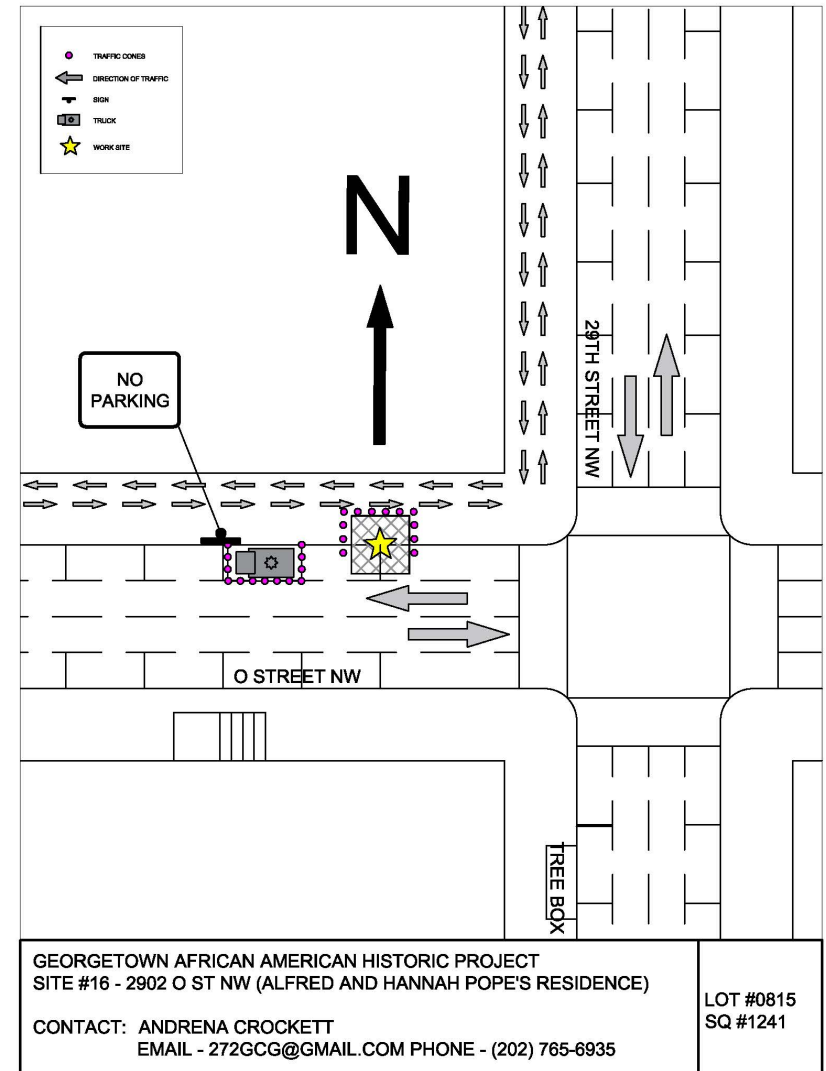 TRAFFIC CONES
DIRECTION OF TRAFFIC
SIGN
TRUCK
WORK SITE
N
NO
PARKING
29TH STREET NW
O STREET NW
TREE BOX
GEORGETOWN AFRICAN AMERICAN HISTORIC PROJECT
SITE #16 - 2902 O ST NW (ALFRED AND HANNAH POPE'S RESIDENCE)
CONTACT: ANDRENA CROCKETT
EMAIL - 272GCG@GMAIL.COM PHONE - (202) 765-6935
LOT #0815
SQ #1241